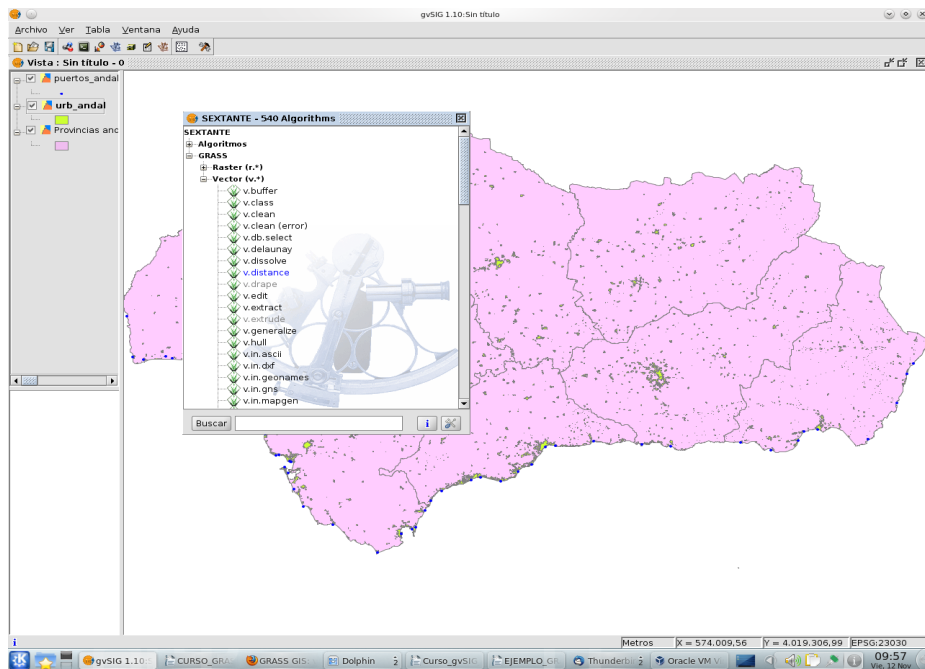 gvSIG 1.10:Sin título
Archivo Ver Tabla Ventana Ayuda
Vista : Sin título - 0
puertos_andal
urb_andal
Provincias and
SEXTANTE - 540 Algorithms
SEXTANTE
Algoritmos
GRASS
Raster (r.*)
Vector (v.*)
v.buffer
v.class
v.clean
v.clean (error)
v.db.select
v.delaunay
v.dissolve
v.distance
v.drape
v.edit
v.extract
v.extrude
v.generalize
v.hull
v.in.ascii
v.in.dxf
v.in.geonames
v.in.gns
v.in.mapgen
Buscar
i
i
Metros X = 574.009,56 Y = 4.019.306,99 EPSG:23030
gvSIG 1.10: CURSO_GRA GRASS GIS: Dolphin 2 Curso_gvSIG EJEMPLO_GR Thunderbi 2 Oracle VM V 09:57
Vie, 12 Nov